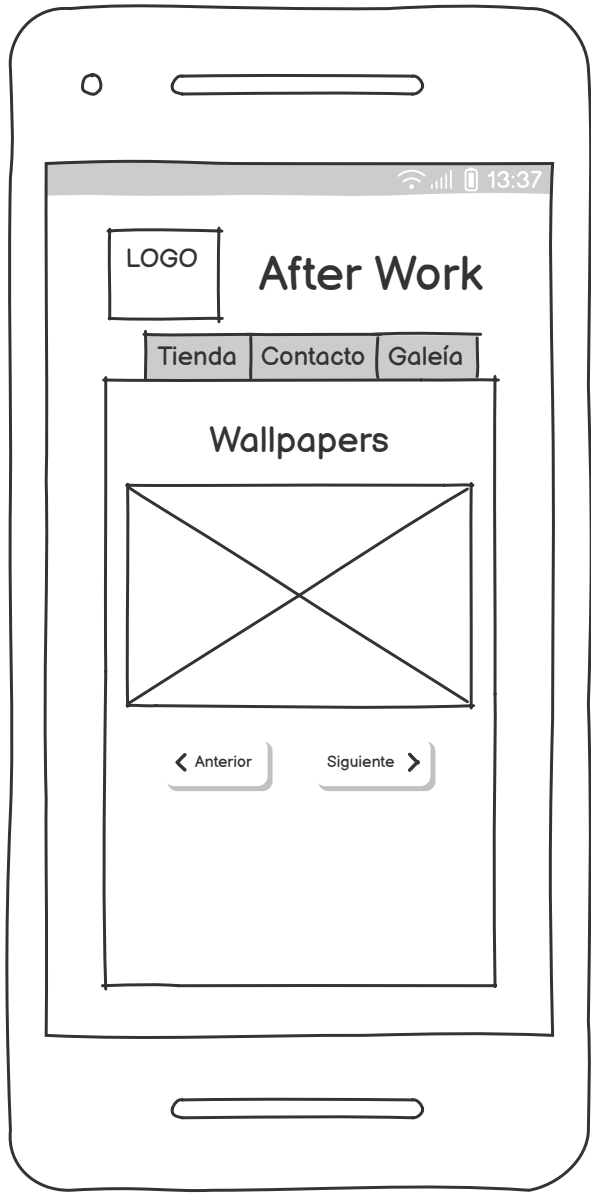 13:37
LOGO
After Work
Tienda Contacto Galeía
Wallpapers
Anterior Siguiente